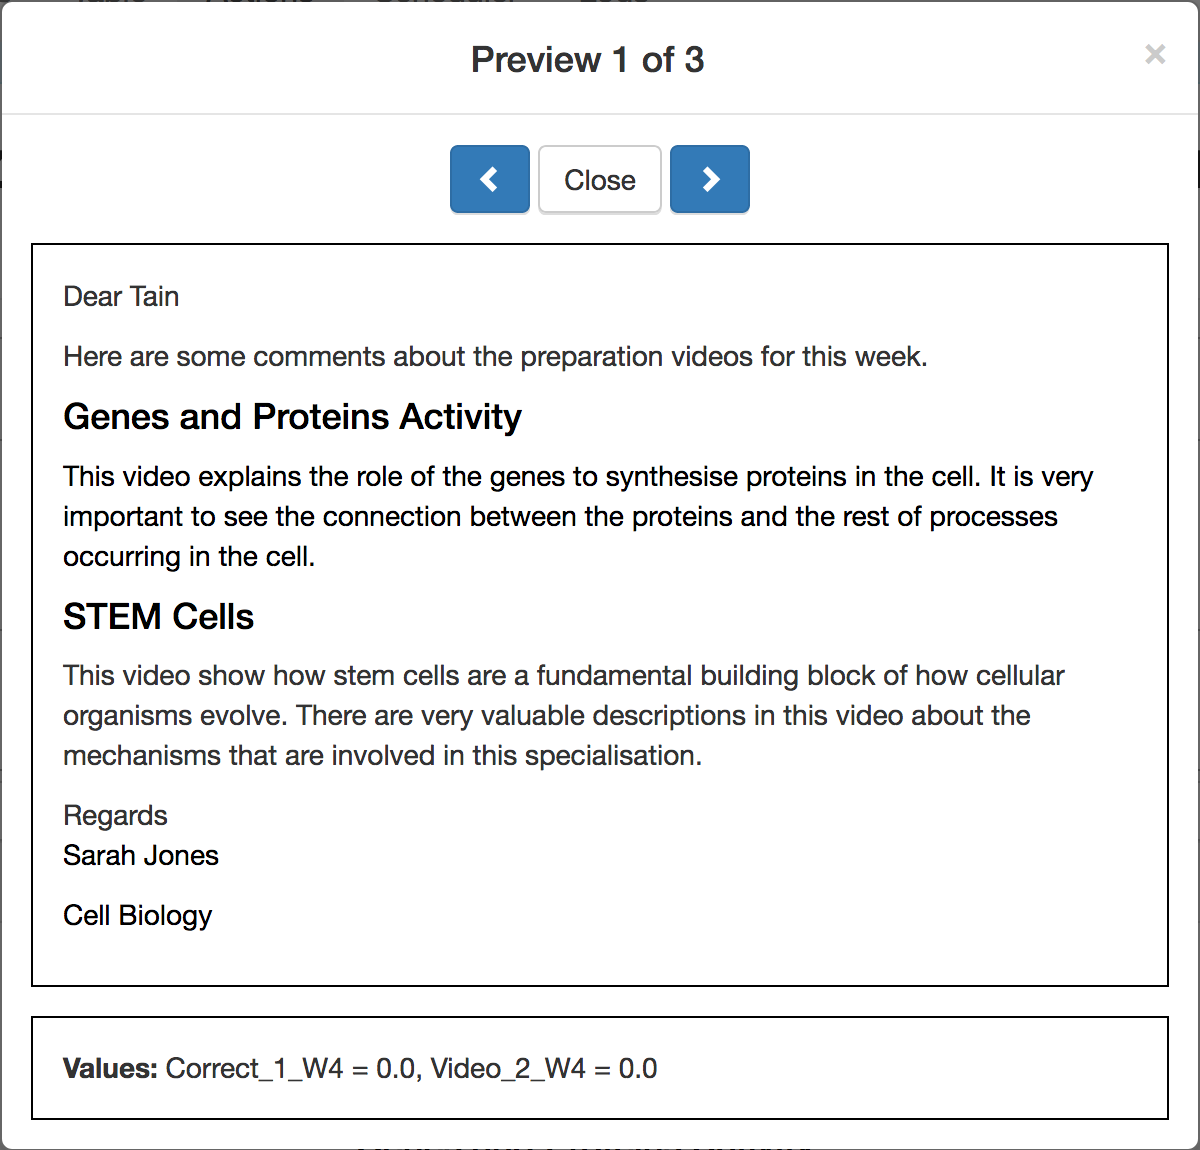 Preview 1 of 3
×
Close
Dear Tain
Here are some comments about the preparation videos for this week.
Genes and Proteins Activity
This video explains the role of the genes to synthesise proteins in the cell. It is very
important to see the connection between the proteins and the rest of processes
occurring in the cell.
STEM Cells
This video show how stem cells are a fundamental building block of how cellular
organisms evolve. There are very valuable descriptions in this video about the
mechanisms that are involved in this specialisation.
Regards
Sarah Jones
Cell Biology
Values: Correct_1_W4 = 0.0, Video_2_W4 = 0.0